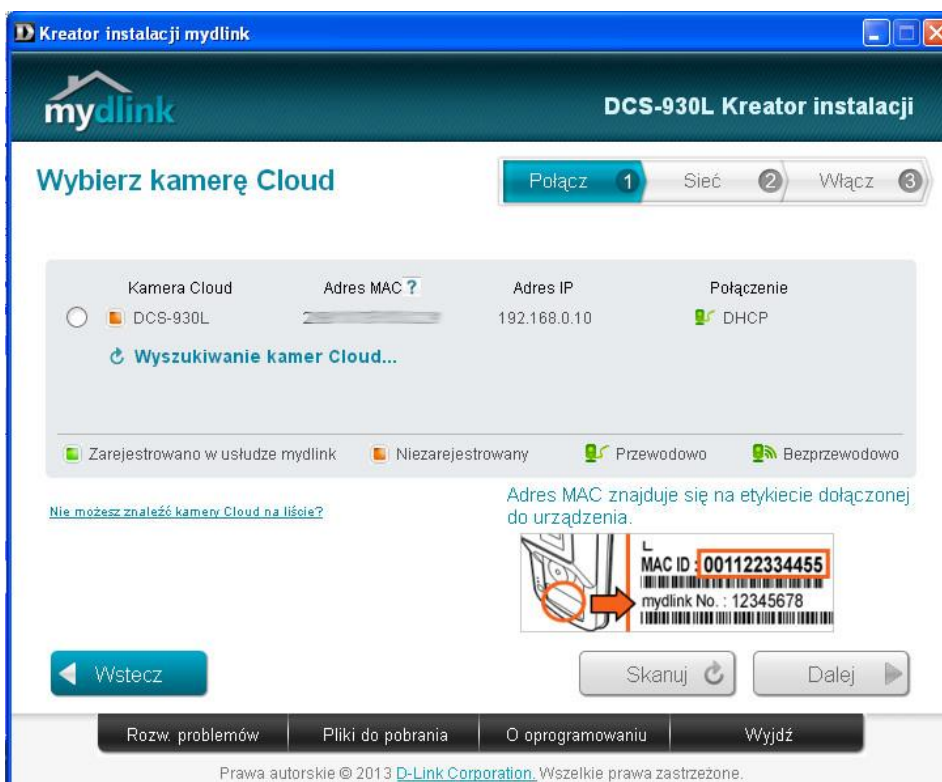 Kreator instalacji mydlink
mydlink
DCS-930L Kreator instalacji
Wybierz kamerę Cloud
Połącz 1 Sieć 2 Włącz 3
Kamera Cloud Adres MAC ? Adres IP Połączenie
DCS-930L 192.168.0.10 DHCP
Wyszukiwanie kamer Cloud...
Zarejestrowano w usłudze mydlink Niezarejestrowany Przewodowo Bezprzewodowo
Nie możesz znaleźć kamery Cloud na liście?
Adres MAC znajduje się na etykiecie dołączonej
do urządzenia.
MAC ID : 001122334455
mydlink No. : 12345678
Wstecz Skanuj Dalej
Rozw. problemów Pliki do pobrania O oprogramowaniu Wyjdź
Prawa autorskie © 2013 D-Link Corporation. Wszelkie prawa zastrzeżone.